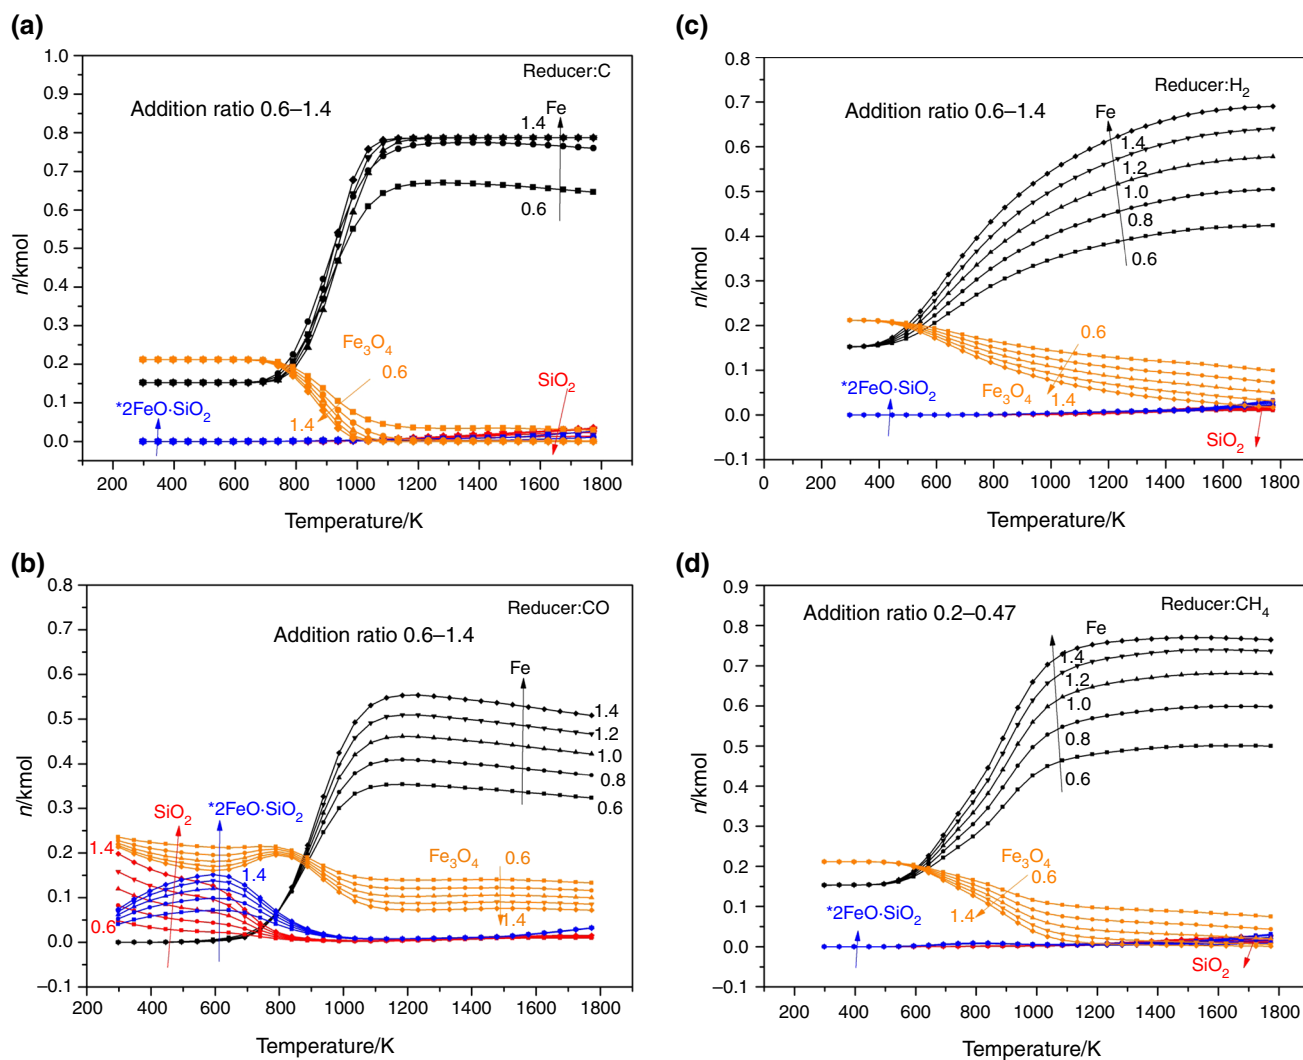 (a)
1.0
0.9
0.8
0.7
0.6
0.5
0.4
0.3
0.2
0.1
0.0
n/kmol
Reducer:C
Addition ratio 0.6–1.4
Fe
1.4
0.6
Fe3O4
0.6
1.4
*2FeO·SiO2
SiO2
200 400 600 800 1000 1200 1400 1600 1800
Temperature/K
(c)
0.8
0.7
0.6
0.5
0.4
0.3
0.2
0.1
0.0
–0.1
n/kmol
Reducer:H2
Addition ratio 0.6–1.4
Fe
1.4
1.2
1.0
0.8
0.6
0.6
Fe3O4
1.4
*2FeO·SiO2
SiO2
0 200 400 600 800 1000 1200 1400 1600 1800
Temperature/K
(b)
0.8
0.7
0.6
0.5
0.4
0.3
0.2
0.1
0.0
–0.1
n/kmol
Reducer:CO
Addition ratio 0.6–1.4
Fe
1.4
1.2
1.0
0.8
0.6
SiO2
*2FeO·SiO2
1.4
1.4
0.6
Fe3O4
0.6
1.4
200 400 600 800 1000 1200 1400 1600 1800
Temperature/K
(d)
0.9
0.8
0.7
0.6
0.5
0.4
0.3
0.2
0.1
0.0
–0.1
n/kmol
Reducer:CH4
Addition ratio 0.2–0.47
Fe
1.4
1.2
1.0
0.8
0.6
Fe3O4
0.6
1.4
*2FeO·SiO2
SiO2
200 400 600 800 1000 1200 1400 1600 1800
Temperature/K